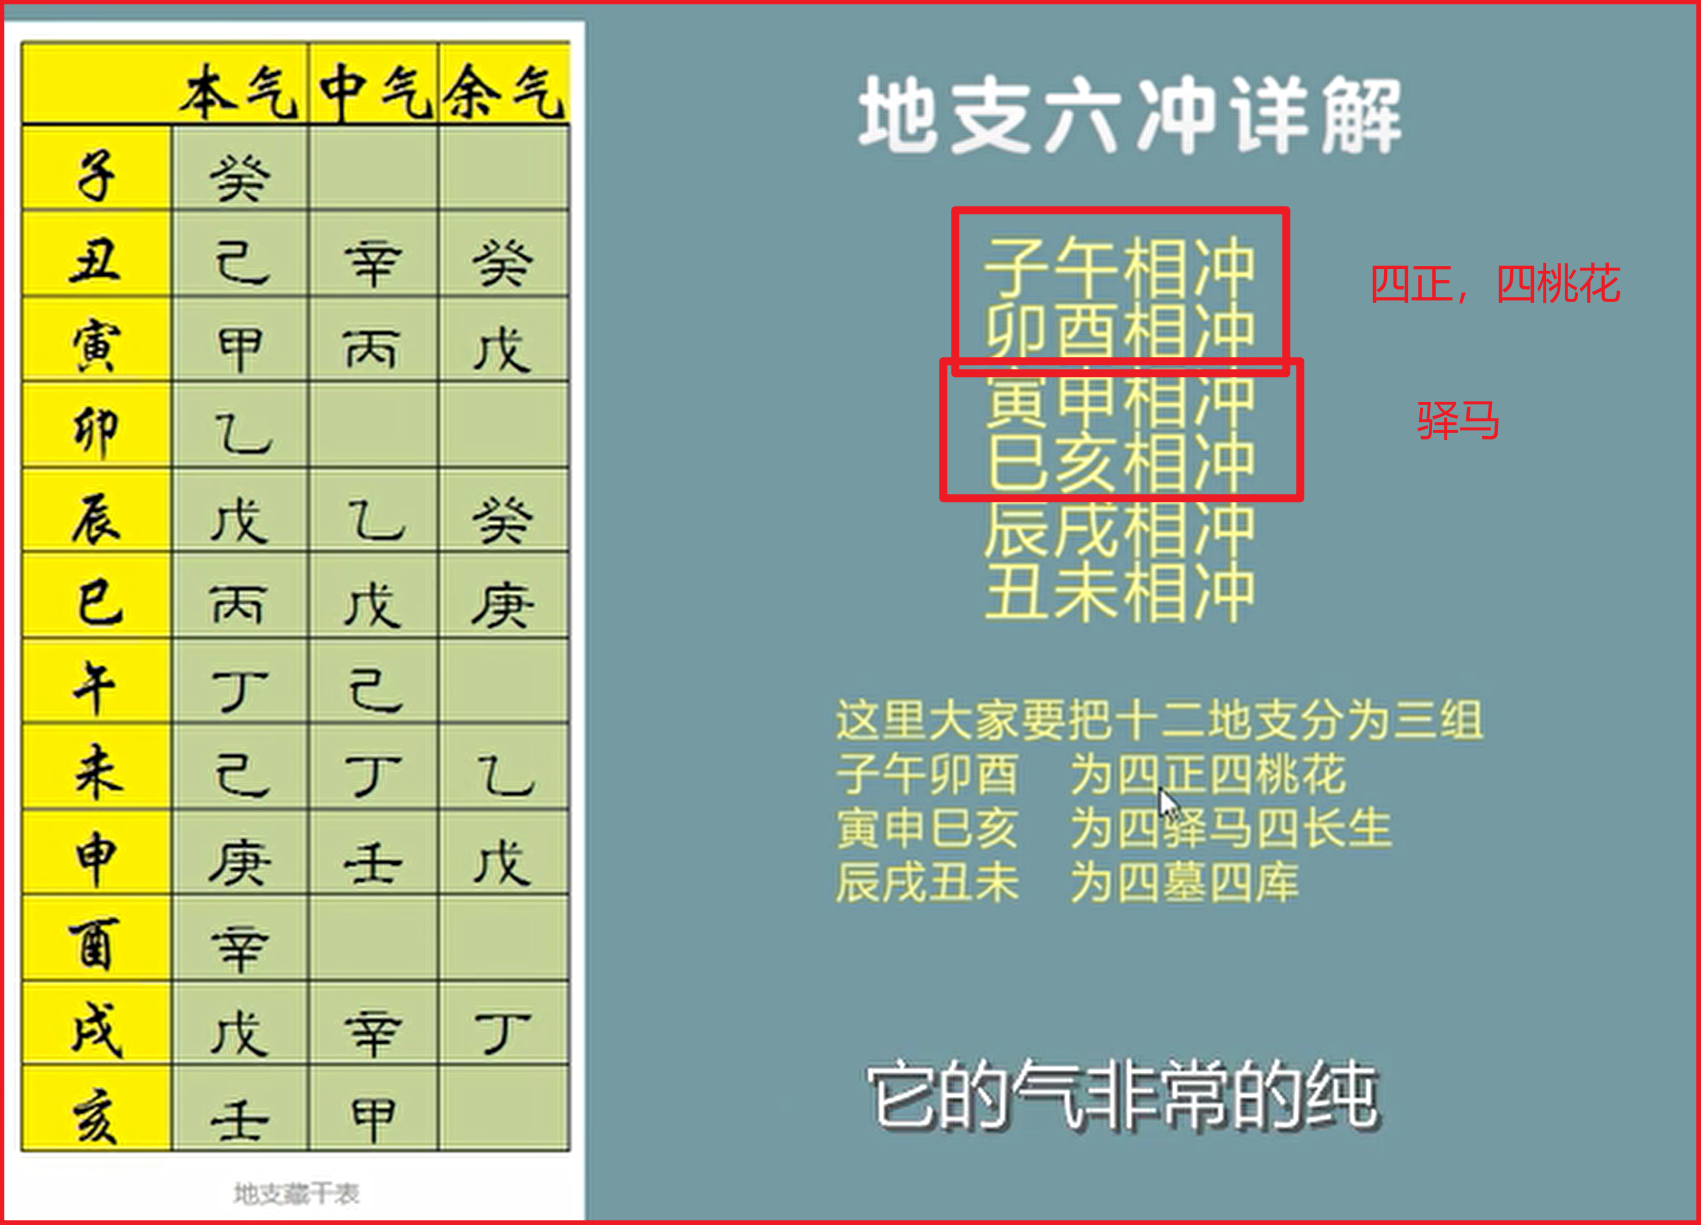 本气 中气 余气
子 癸
丑 己 辛 癸
寅 甲 丙 戊
卯 乙
辰 戊 乙 癸
巳 丙 戊 庚
午 丁 己
未 己 丁 乙
申 庚 壬 戊
酉 辛
戌 戊 辛 丁
亥 壬 甲
地支藏干表
地支六冲详解
子午相冲
卯酉相冲
四正，四桃花
寅申相冲
巳亥相冲
驿马
辰戌相冲
丑未相冲
这里大家要把十二地支分为三组
子午卯酉 为四正四桃花
寅申巳亥 为四驿马四长生
辰戌丑未 为四墓四库
它的气非常的纯